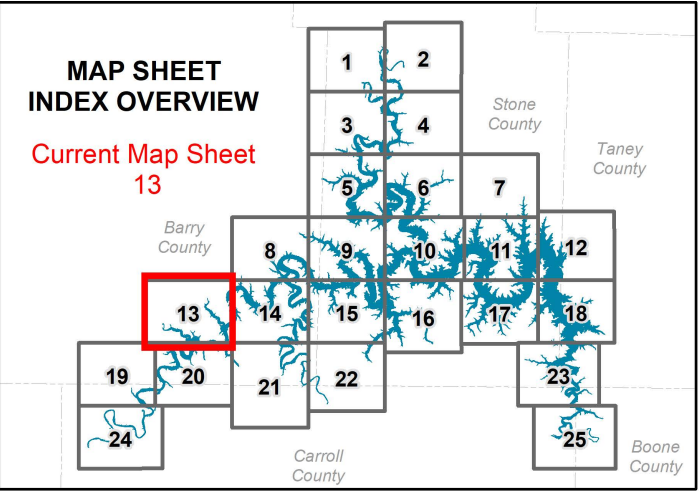 MAP SHEET
INDEX OVERVIEW
Current Map Sheet
13
1
2
3
4
Stone
County
Taney
County
5
6
7
Barry
County
8
9
10
11
12
13
14
15
16
17
18
19
20
21
22
23
24
25
Carroll
County
Boone
County